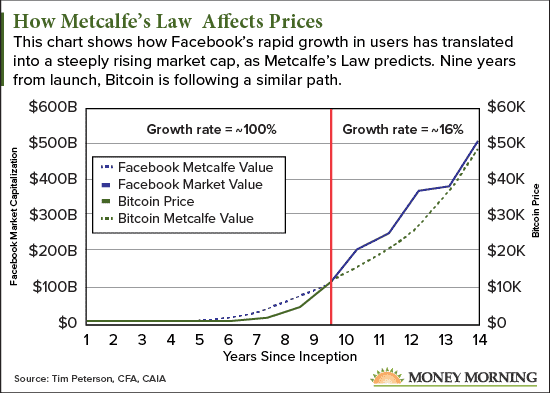 How Metcalfe's Law Affects Prices
This chart shows how Facebook's rapid growth in users has translated
into a steeply rising market cap, as Metcalfe's Law predicts. Nine years
from launch, Bitcoin is following a similar path.
$600B
$500B
$400B
$300B
$200B
$100B
$0
Facebook Market Capitalization
Growth rate = ~100%
Growth rate = ~16%
Facebook Metcalfe Value
Facebook Market Value
Bitcoin Price
Bitcoin Metcalfe Value
$60K
$50K
$40K
$30K
$20K
$10K
$0
Bitcoin Price
1 2 3 4 5 6 7 8 9 10 11 12 13 14
Years Since Inception
Source: Tim Peterson, CFA, CAIA
MONEY MORNING